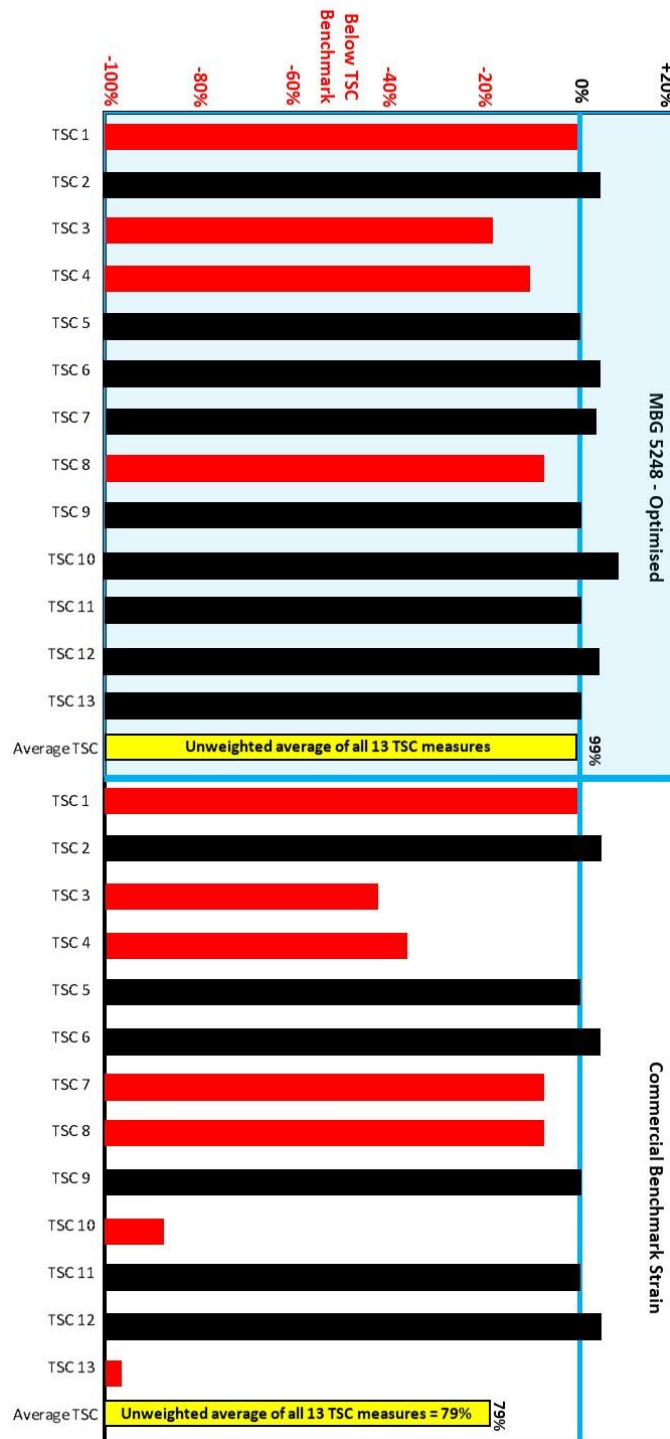 Below TSC
Benchmark
-100%
-80%
-60%
-40%
-20%
0%
+20%
MBG 5248 - Optimised
TSC 1
TSC 2
TSC 3
TSC 4
TSC 5
TSC 6
TSC 7
TSC 8
TSC 9
TSC 10
TSC 11
TSC 12
TSC 13
Average TSC
Unweighted average of all 13 TSC measures
99%
Commercial Benchmark Strain
TSC 1
TSC 2
TSC 3
TSC 4
TSC 5
TSC 6
TSC 7
TSC 8
TSC 9
TSC 10
TSC 11
TSC 12
TSC 13
Average TSC
Unweighted average of all 13 TSC measures = 79%
79%